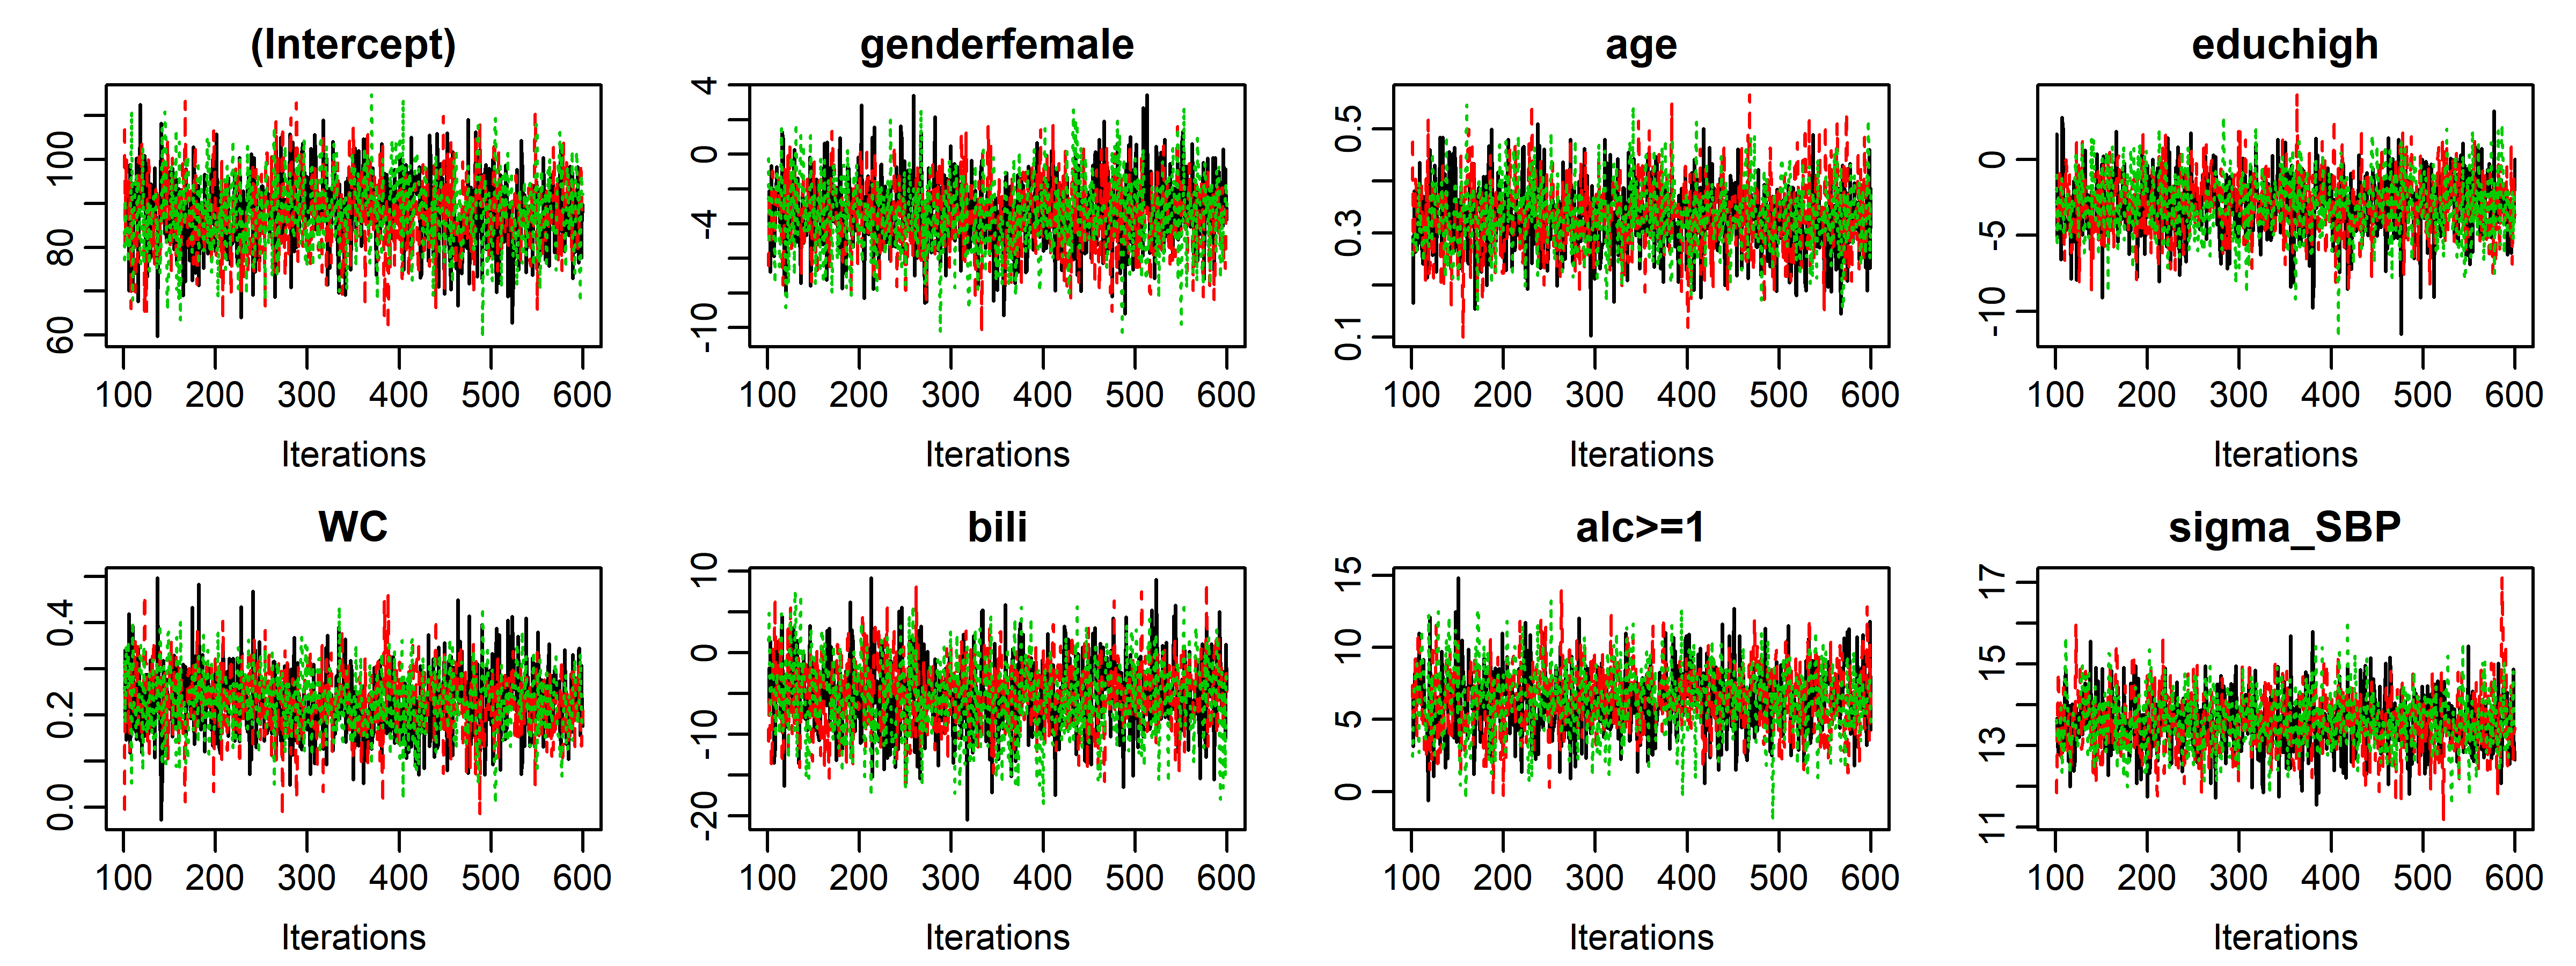 (Intercept) genderfemale age educhigh
60 80 100
-10 -4 0 4
0.1 0.3 0.5
-10 -5 0
100 200 300 400 500 600 100 200 300 400 500 600 100 200 300 400 500 600 100 200 300 400 500 600
Iterations Iterations Iterations Iterations
WC bili alc>=1 sigma_SBP
0.0 0.2 0.4
-20 -10 0 10
0 5 10 15
11 13 15 17
100 200 300 400 500 600 100 200 300 400 500 600 100 200 300 400 500 600 100 200 300 400 500 600
Iterations Iterations Iterations Iterations